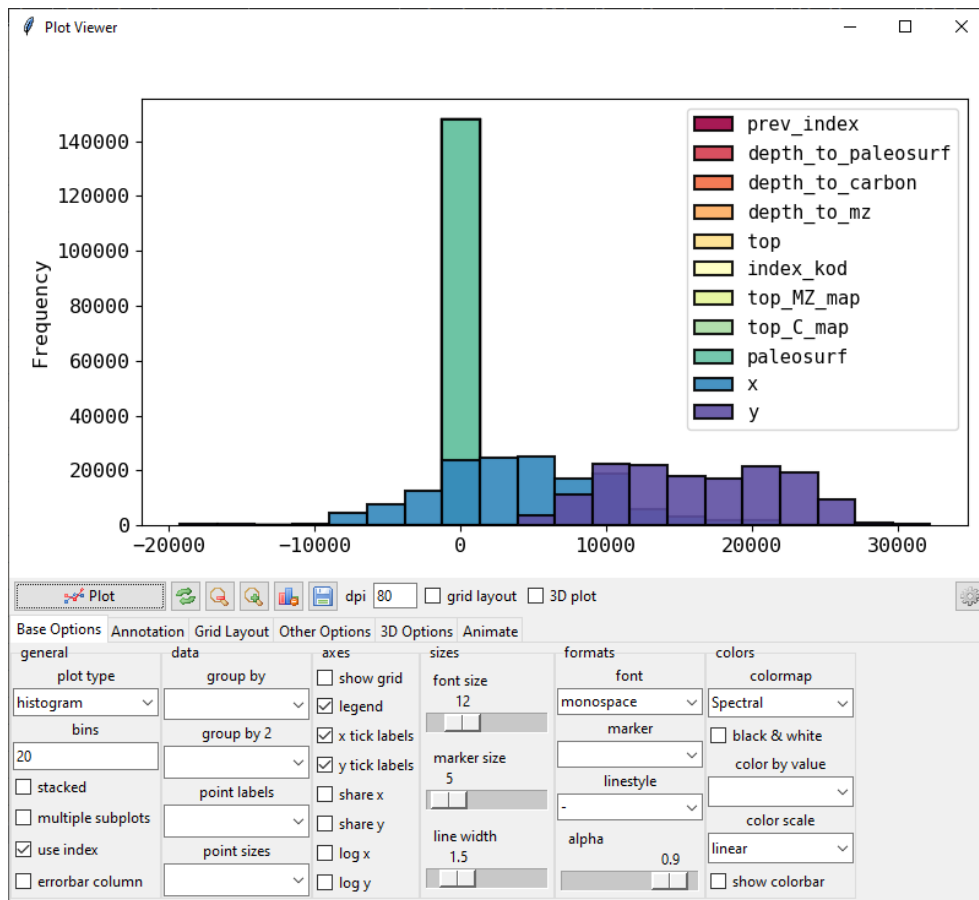 Plot Viewer
140000
120000
100000
80000
60000
40000
20000
0
Frequency
-20000 -10000 0 10000 20000 30000
prev_index
depth_to_paleosurf
depth_to_carbon
depth_to_mz
top
index_kod
top_MZ_map
top_C_map
paleosurf
x
y
Plot dpi 80 grid layout 3D plot
Base Options Annotation Grid Layout Other Options 3D Options Animate
general
plot type
histogram
bins
20
stacked
multiple subplots
use index
errorbar column
data
group by
group by 2
point labels
point sizes
axes
show grid
legend
x tick labels
y tick labels
share x
share y
log x
log y
sizes
font size
12
marker size
5
line width
1.5
formats
font
monospace
marker
linestyle
-
alpha
0.9
colors
colormap
Spectral
black & white
color by value
color scale
linear
show colorbar